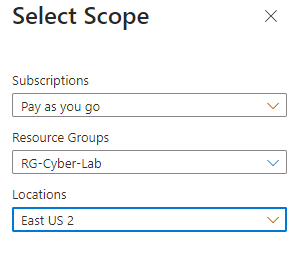 Select Scope
Subscriptions
Pay as you go
Resource Groups
RG-Cyber-Lab
Locations
East US 2